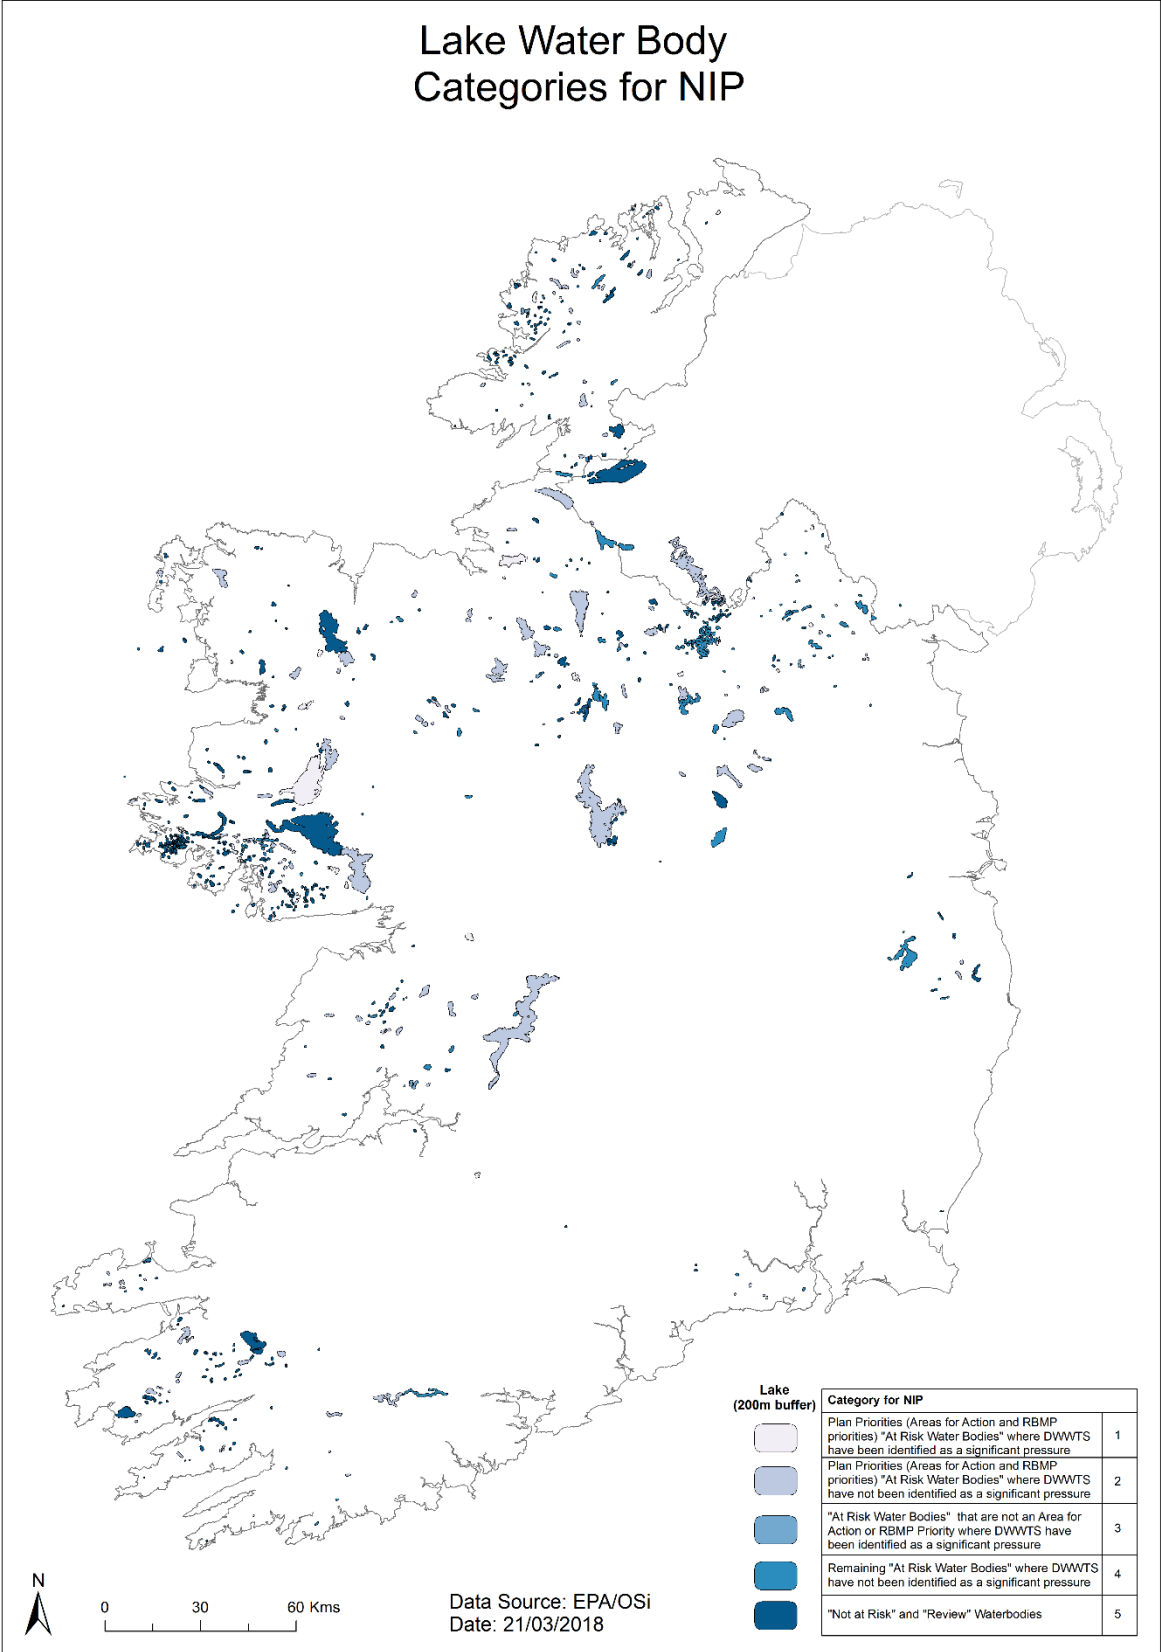 Lake Water Body
Categories for NIP
Lake
(200m buffer)
Category for NIP
Plan Priorities (Areas for Action and RBMP
priorities) "At Risk Water Bodies" where DWWTS
have been identified as a significant pressure
1
Plan Priorities (Areas for Action and RBMP
priorities) "At Risk Water Bodies" where DWWTS
have not been identified as a significant pressure
2
"At Risk Water Bodies" that are not an Area for
Action or RBMP Priority where DWWTS have
been identified as a significant pressure
3
Remaining "At Risk Water Bodies" where DWWTS
have not been identified as a significant pressure
4
"Not at Risk" and "Review" Waterbodies
5
N
0 30 60 Kms
Data Source: EPA/OSi
Date: 21/03/2018